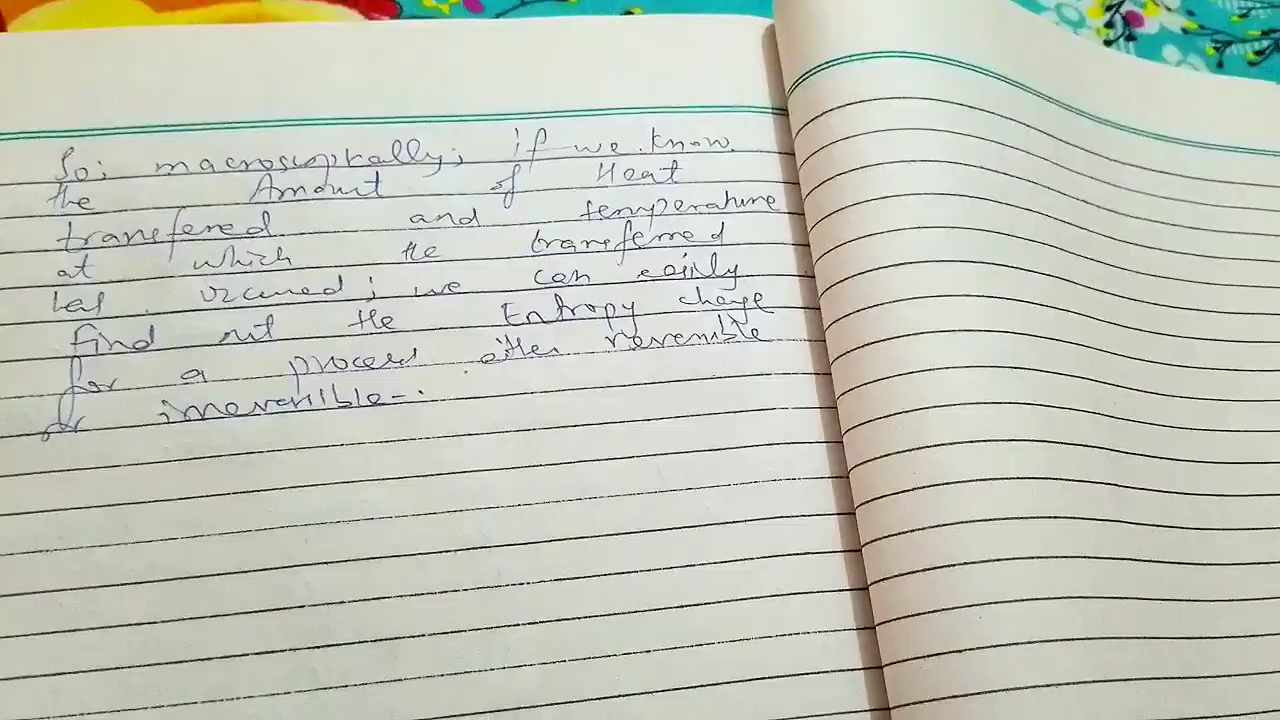 So; macroscopically; if we know
the Amount of Heat
transfered and temperature
at which the transferred
has occured; we can easily
find out the Entropy change
for a process either reversible
or irreversible-.